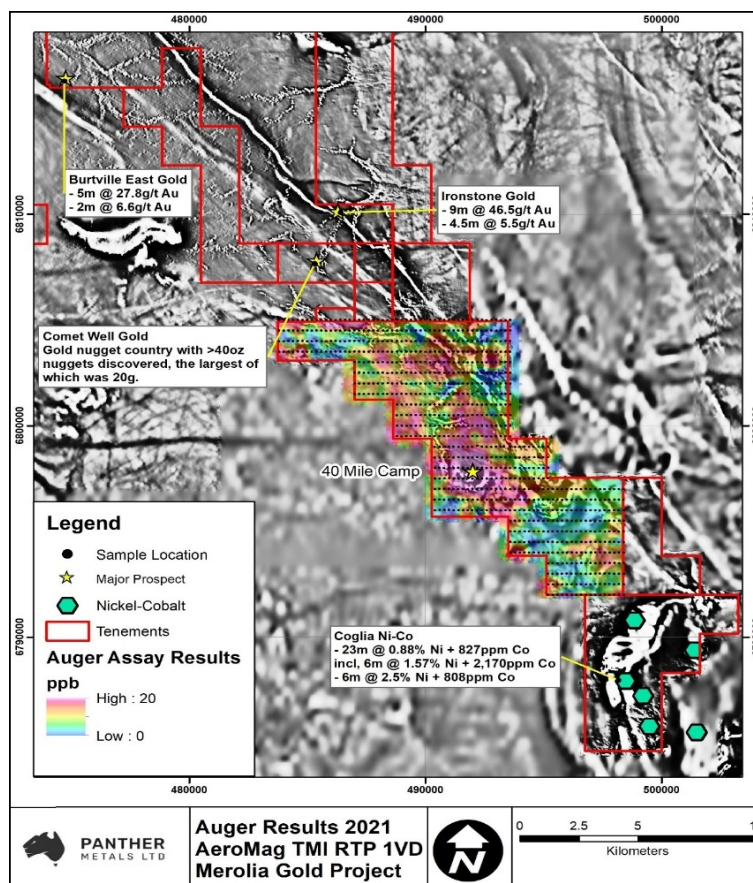 480000
490000
500000
Burtville East Gold
- 5m @ 27.8g/t Au
- 2m @ 6.6g/t Au
Ironstone Gold
- 9m @ 46.5g/t Au
- 4.5m @ 5.5g/t Au
6810000
Comet Well Gold
Gold nugget country with >40oz
nuggets discovered, the largest of
which was 20g.
6800000
40 Mile Camp
Legend
Sample Location
Major Prospect
Nickel-Cobalt
Tenements
Auger Assay Results
ppb
High : 20
Low : 0
6790000
Coglia Ni-Co
- 23m @ 0.88% Ni + 827ppm Co
incl, 6m @ 1.57% Ni + 2,170ppm Co
- 6m @ 2.5% Ni + 808ppm Co
480000
490000
500000
PANTHER
METALS LTD
Auger Results 2021
AeroMag TMI RTP 1VD
Merolia Gold Project
N
0
2.5
5
Kilometers